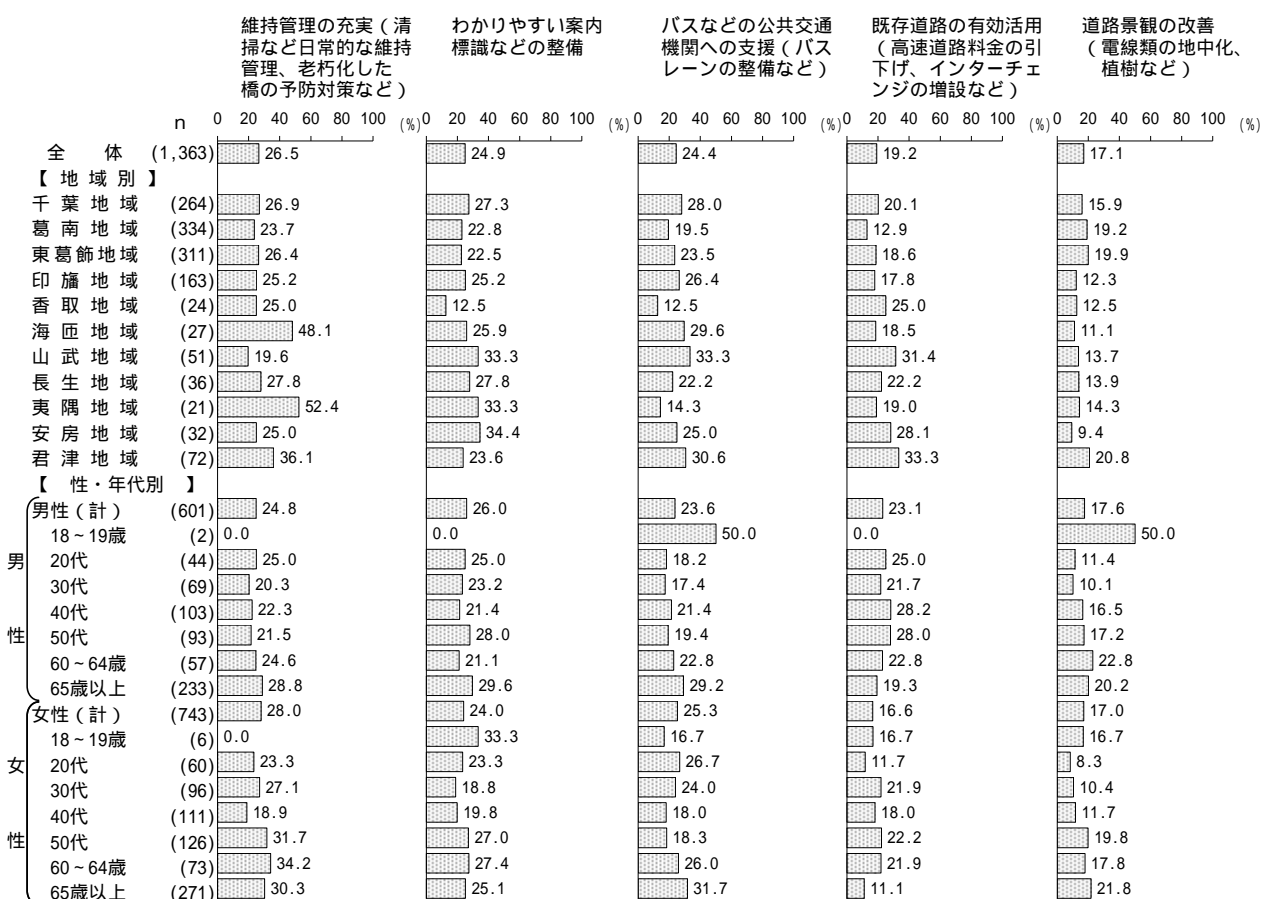 維持管理の充実（清
掃など日常的な維持
管理、老朽化した
橋の予防対策など）
わかりやすい案内
標識などの整備
バスなどの公共交通
機関への支援（バス
レーンの整備など）
既存道路の有効活用
（高速道路料金の引
下げ、インターチェ
ンジの増設など）
道路景観の改善
（電線類の地中化、
植樹など）
n 0 20 40 60 80 100 (%) 0 20 40 60 80 100 (%) 0 20 40 60 80 100 (%) 0 20 40 60 80 100 (%) 0 20 40 60 80 100 (%)
全 体 (1,363) 26.5 24.9 24.4 19.2 17.1
【 地 域 別 】
千 葉 地 域 (264) 26.9 27.3 28.0 20.1 15.9
葛 南 地 域 (334) 23.7 22.8 19.5 12.9 19.2
東葛飾地域 (311) 26.4 22.5 23.5 18.6 19.9
印 旛 地 域 (163) 25.2 25.2 26.4 17.8 12.3
香 取 地 域 (24) 25.0 12.5 12.5 25.0 12.5
海 匝 地 域 (27) 48.1 25.9 29.6 18.5 11.1
山 武 地 域 (51) 19.6 33.3 33.3 31.4 13.7
長 生 地 域 (36) 27.8 27.8 22.2 22.2 13.9
夷 隅 地 域 (21) 52.4 33.3 14.3 19.0 14.3
安 房 地 域 (32) 25.0 34.4 25.0 28.1 9.4
君 津 地 域 (72) 36.1 23.6 30.6 33.3 20.8
【 性・年代別 】
男性（計） (601) 24.8 26.0 23.6 23.1 17.6
18～19歳 (2) 0.0 0.0 50.0 0.0 50.0
男 20代 (44) 25.0 25.0 18.2 25.0 11.4
30代 (69) 20.3 23.2 17.4 21.7 10.1
40代 (103) 22.3 21.4 21.4 28.2 16.5
性 50代 (93) 21.5 28.0 19.4 28.0 17.2
60～64歳 (57) 24.6 21.1 22.8 22.8 22.8
65歳以上 (233) 28.8 29.6 29.2 19.3 20.2
女性（計） (743) 28.0 24.0 25.3 16.6 17.0
18～19歳 (6) 0.0 33.3 16.7 16.7 16.7
女 20代 (60) 23.3 23.3 26.7 11.7 8.3
30代 (96) 27.1 18.8 24.0 21.9 10.4
40代 (111) 18.9 19.8 18.0 18.0 11.7
性 50代 (126) 31.7 27.0 18.3 22.2 19.8
60～64歳 (73) 34.2 27.4 26.0 21.9 17.8
65歳以上 (271) 30.3 25.1 31.7 11.1 21.8